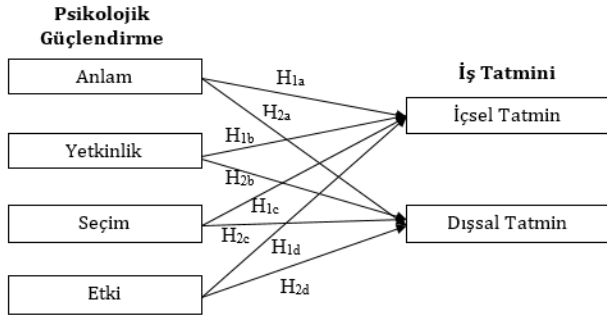 Psikolojik
Güçlendirme
Anlam
Yetkinlik
Seçim
Etki
H1a
H2a
H1b
H2b
H1c
H2c
H1d
H2d
İş Tatmini
İçsel Tatmin
Dışsal Tatmin